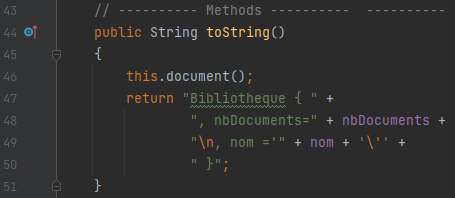 43 // ---------- Methods ----------  ----------
44 public String toString()
45 {
46 this.document();
47 return "Bibliotheque { " +
48 ", nbDocuments=" + nbDocuments +
49 "\n, nom ='" + nom + '\'' +
50 " }";
51 }